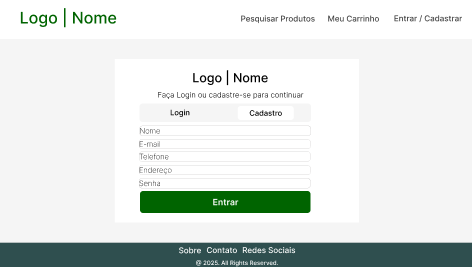 Logo | Nome
Pesquisar Produtos Meu Carrinho Entrar / Cadastrar
Logo | Nome
Faça Login ou cadastre-se para continuar
Login Cadastro
Nome
E-mail
Telefone
Endereço
Senha
Entrar
Sobre Contato Redes Sociais
@ 2025. All Rights Reserved.